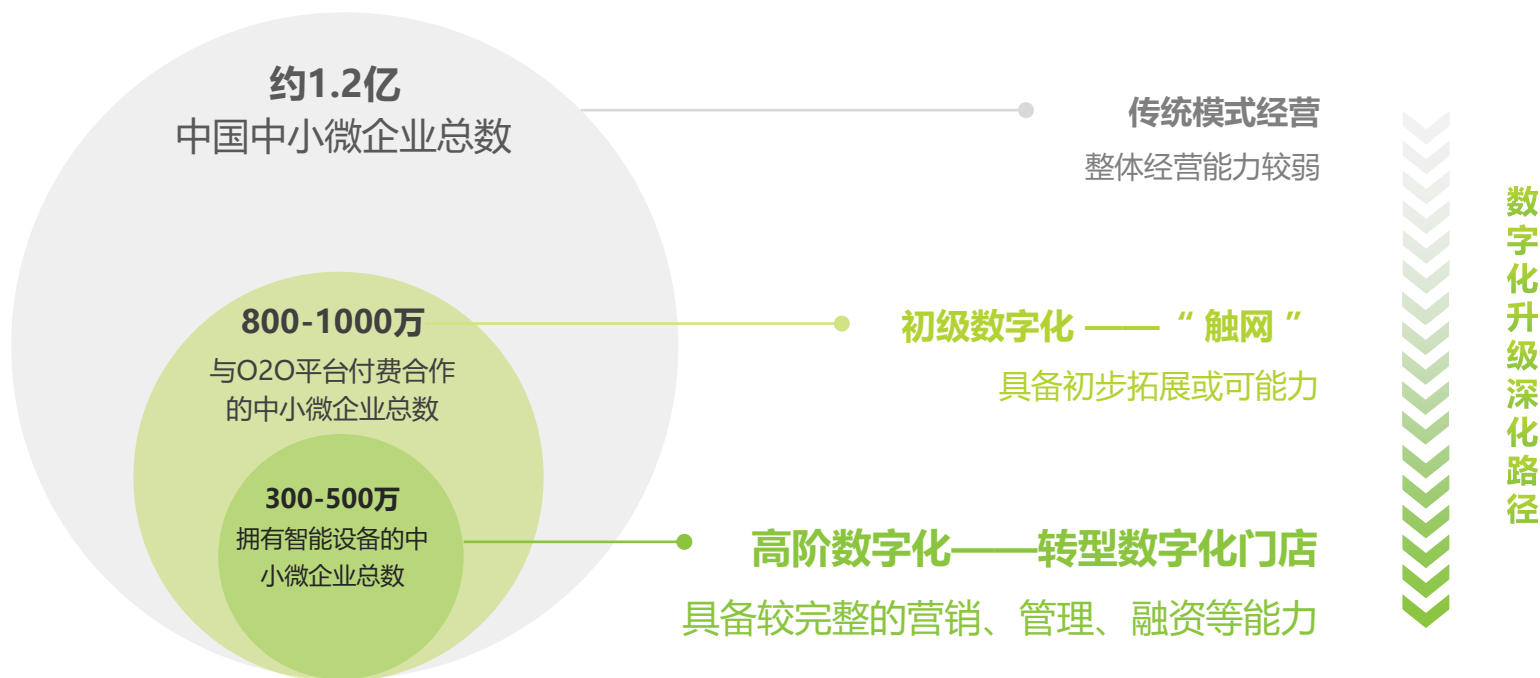 约1.2亿
中国中小微企业总数
传统模式经营
整体经营能力较弱
800-1000万
与O2O平台付费合作
的中小微企业总数
初级数字化 ——“ 触网 ”
具备初步拓展或可能力
300-500万
拥有智能设备的中
小微企业总数
高阶数字化——转型数字化门店
具备较完整的营销、管理、融资等能力
数字化升级深化路径